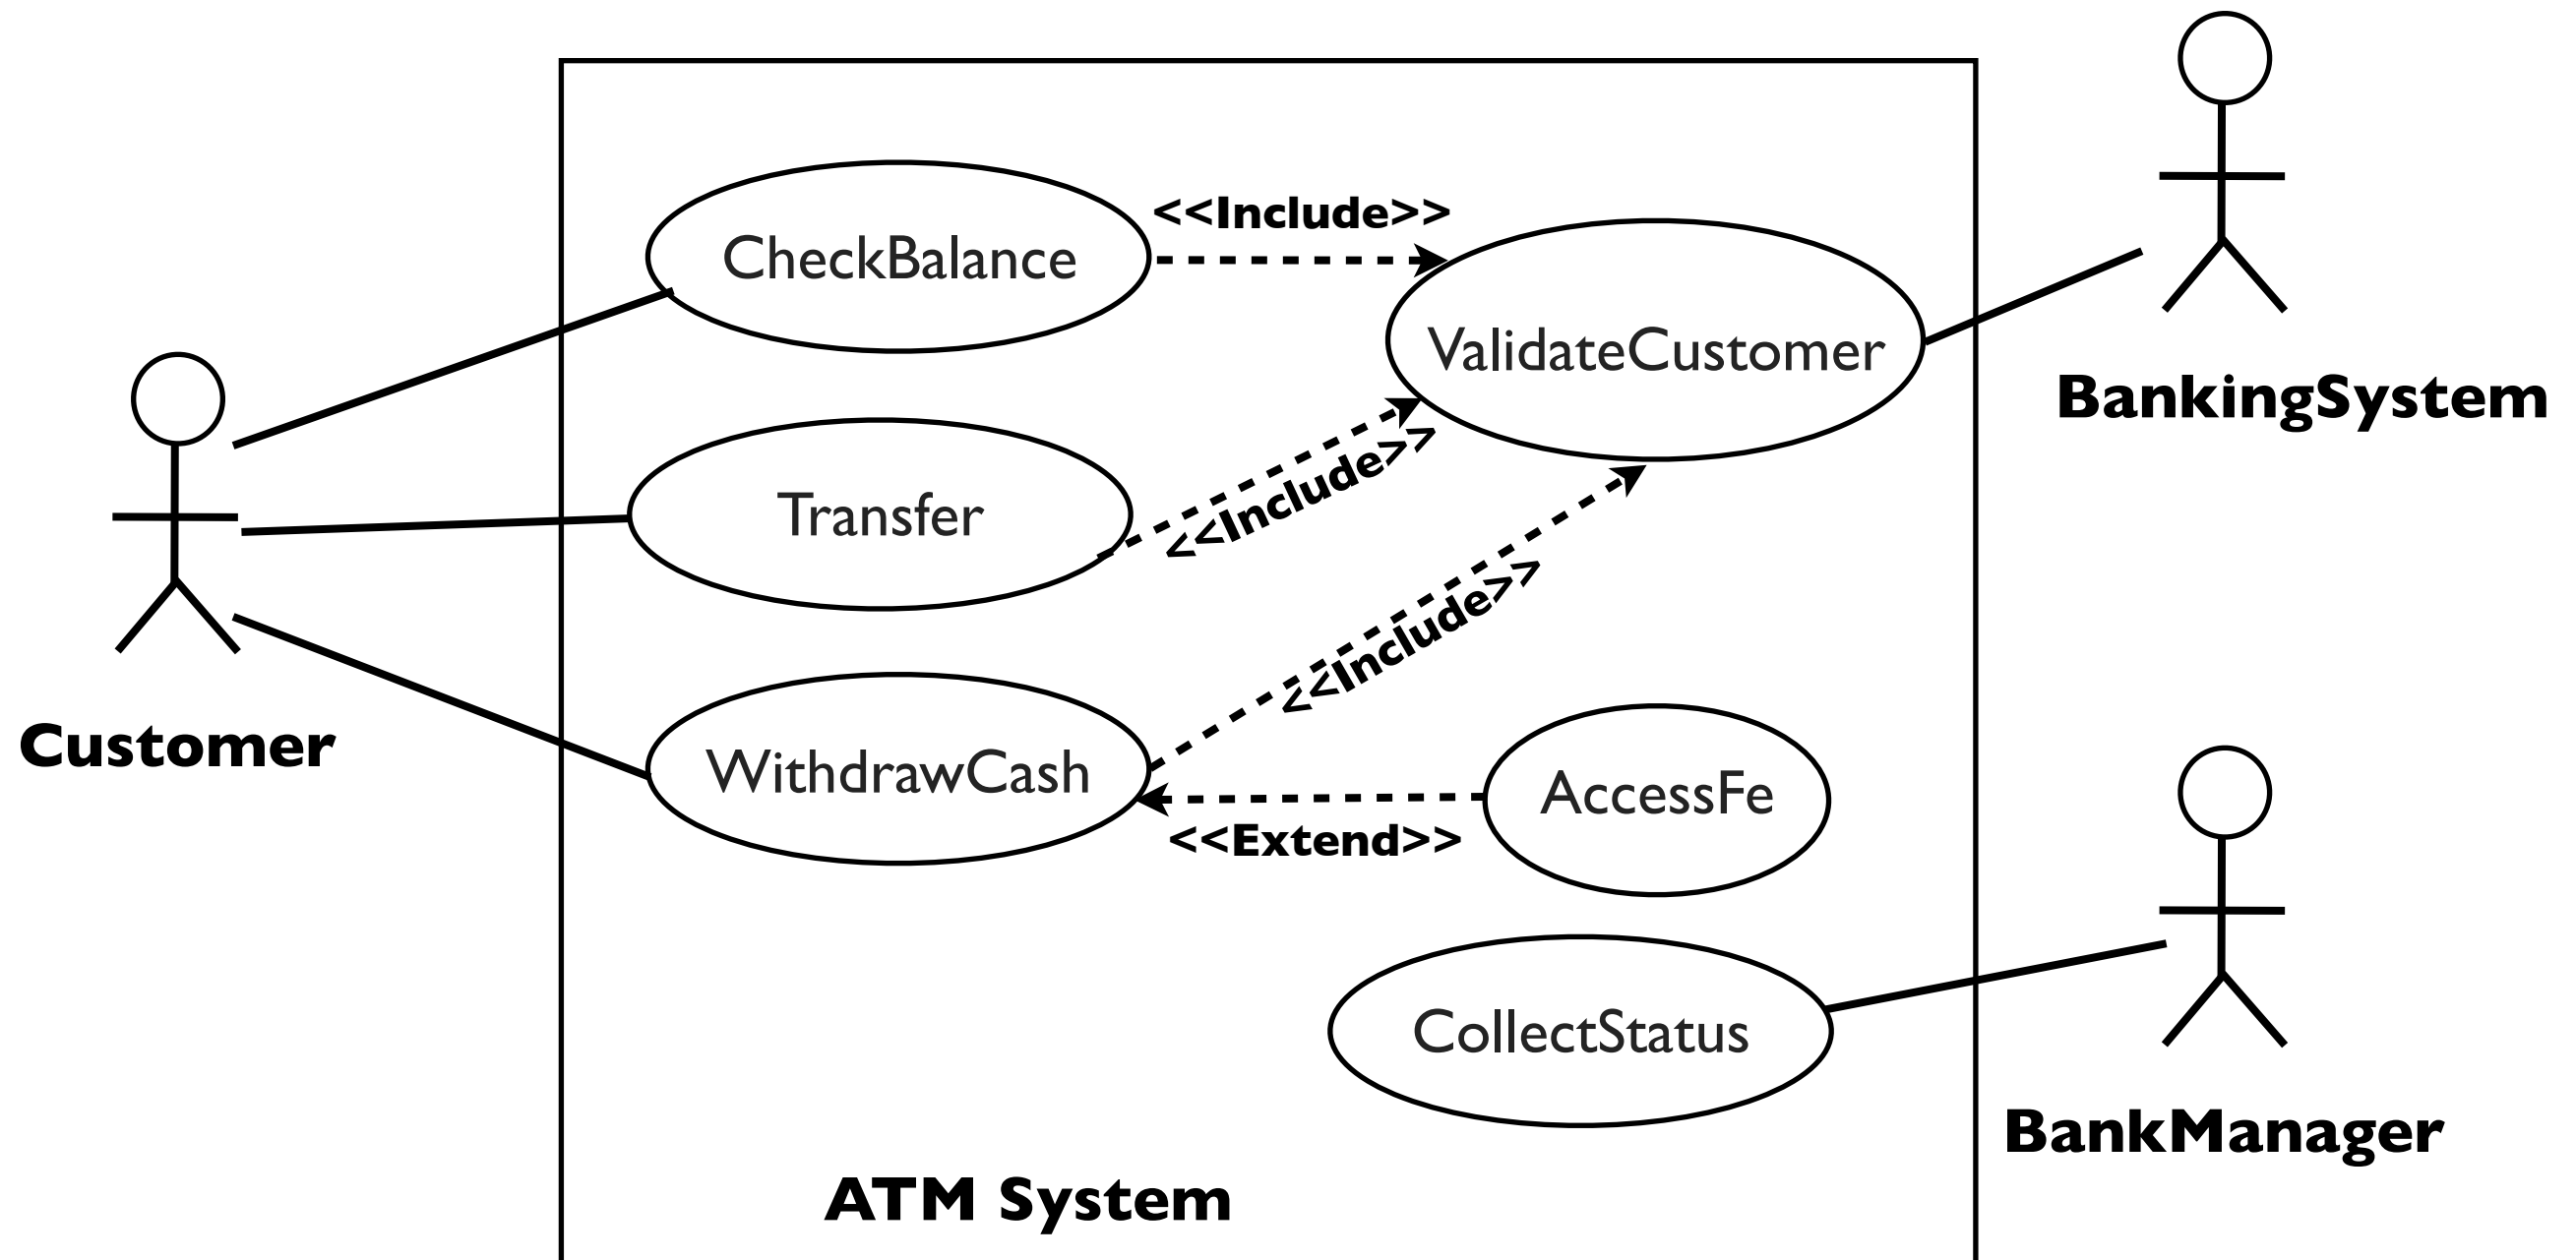 CheckBalance
<<Include>>
ValidateCustomer
BankingSystem
Transfer
<<Include>>
<<Include>>
Customer
WithdrawCash
AccessFe
<<Extend>>
CollectStatus
BankManager
ATM System